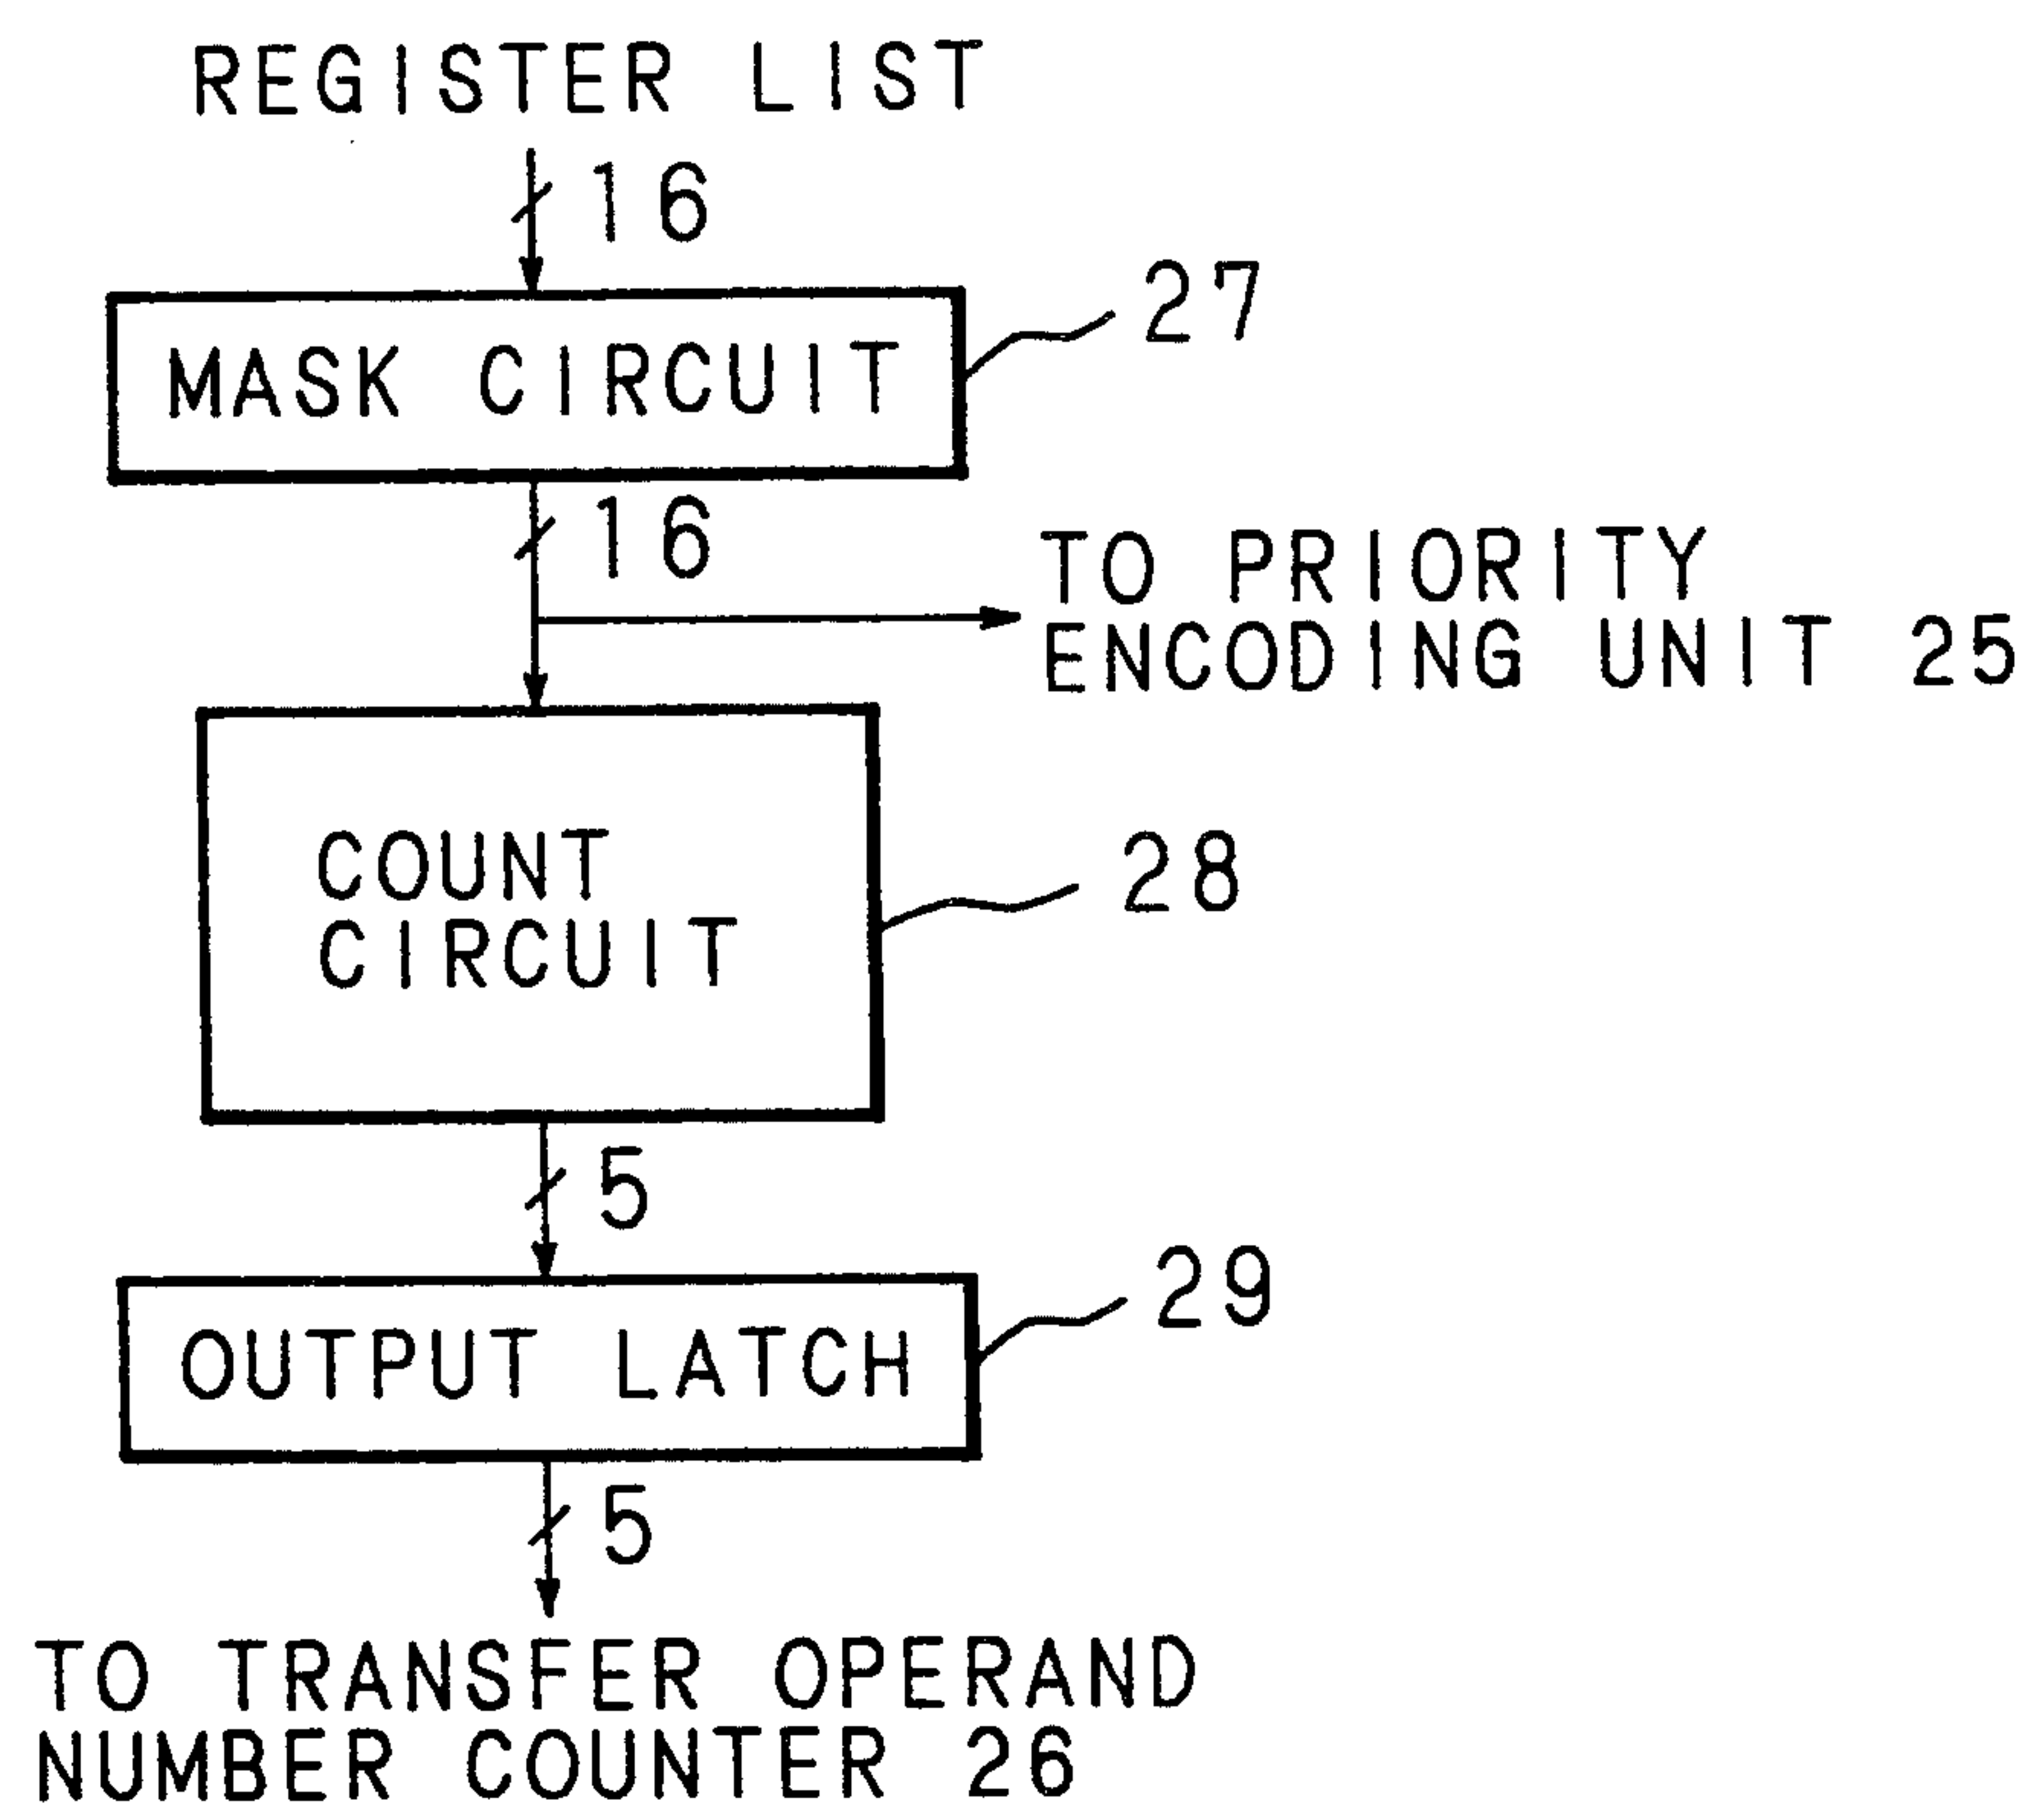 REGISTER LIST
16
27
MASK CIRCUIT
16
TO PRIORITY
ENCODING UNIT 25
COUNT
CIRCUIT
28
5
29
OUTPUT LATCH
5
TO TRANSFER OPERAND
NUMBER COUNTER 26